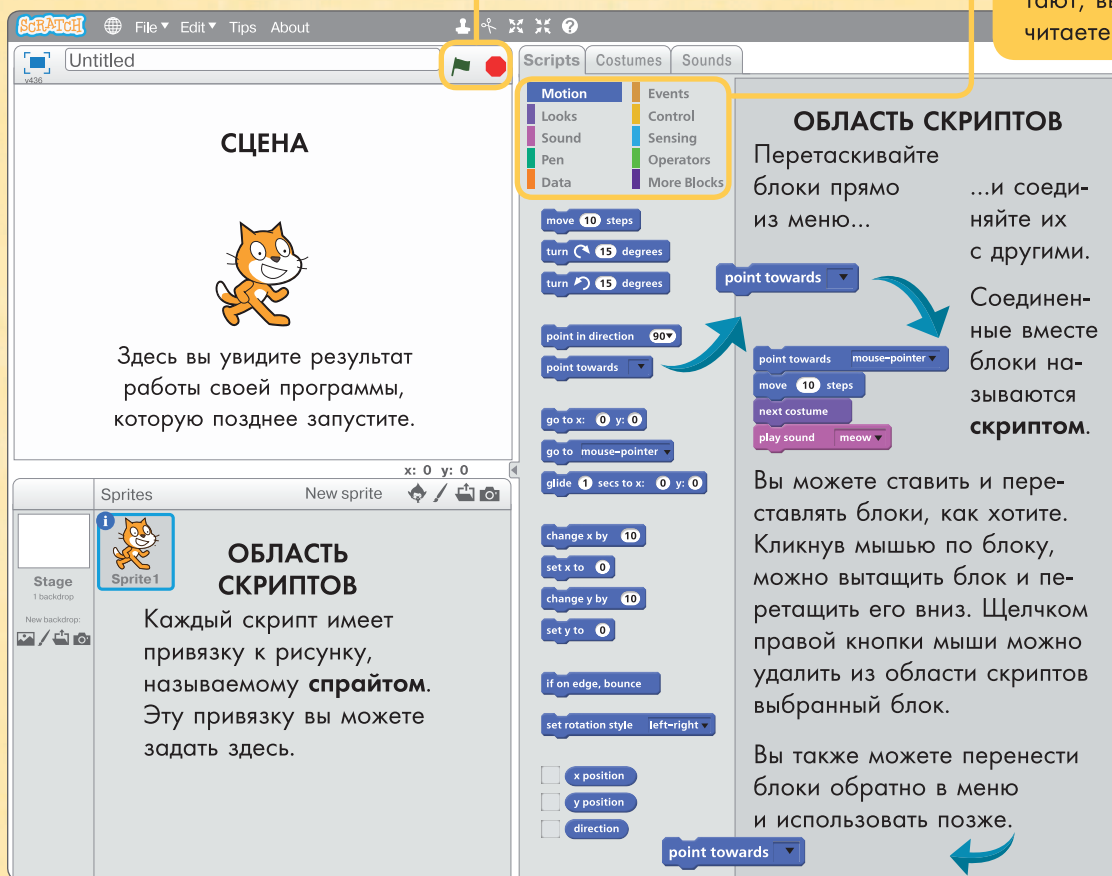 тают, вы
читаете
SCRATCH
File
Edit
Tips
About
v436
Untitled
СЦЕНА
Здесь вы увидите результат
работы своей программы,
которую позднее запустите.
x: 0 y: 0
Sprites
New sprite
Stage
1 backdrop
New backdrop:
Sprite1
ОБЛАСТЬ
СКРИПТОВ
Каждый скрипт имеет
привязку к рисунку,
называемому спрайтом.
Эту привязку вы можете
задать здесь.
Scripts
Costumes
Sounds
Motion
Looks
Sound
Pen
Data
Events
Control
Sensing
Operators
More Blocks
move 10 steps
turn 15 degrees
turn 15 degrees
point in direction 90
point towards
go to x: 0 y: 0
go to mouse-pointer
glide 1 secs to x: 0 y: 0
change x by 10
set x to 0
change y by 10
set y to 0
if on edge, bounce
set rotation style left-right
x position
y position
direction
ОБЛАСТЬ СКРИПТОВ
Перетаскивайте
блоки прямо
из меню...
...и соеди-
няйте их
с другими.
point towards
Соединен-
ные вместе
блоки на-
зываются
скриптом.
point towards mouse-pointer
move 10 steps
next costume
play sound meow
Вы можете ставить и пере-
ставлять блоки, как хотите.
Кликнув мышью по блоку,
можно вытащить блок и пе-
ретащить его вниз. Щелчком
правой кнопки мыши можно
удалить из области скриптов
выбранный блок.
Вы также можете перенести
блоки обратно в меню
и использовать позже.
point towards